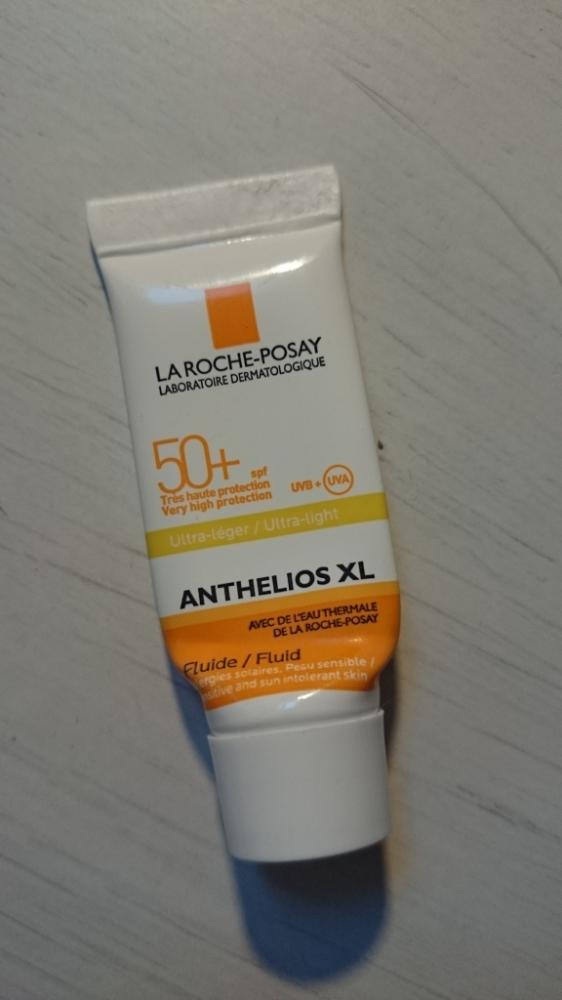 LA ROCHE-POSAY
LABORATOIRE DERMATOLOGIQUE
50+ spf
Très haute protection
Very high protection
UVB + UVA
Ultra-léger / Ultra-light
ANTHELIOS XL
AVEC DE L'EAU THERMALE
DE LA ROCHE-POSAY
Fluide / Fluid
solaires. Peau sensible /
and sun intolerant skin